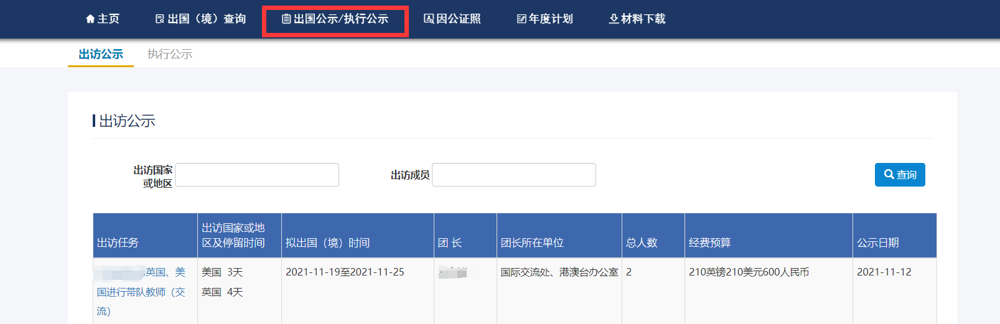 主页 出国（境）查询 出国公示/执行公示 因公证照 年度计划 材料下载
出访公示 执行公示
出访公示
出访国家
或地区
出访成员
查询
出访任务
出访国家或地
区及停留时间
拟出国（境）时间
团 长
团长所在单位
总人数
经费预算
公示日期
英国、美
国进行带队教师（交
流）
美国 3天
英国 4天
2021-11-19至2021-11-25
国际交流处、港澳台办公室
2
210英镑210美元600人民币
2021-11-12